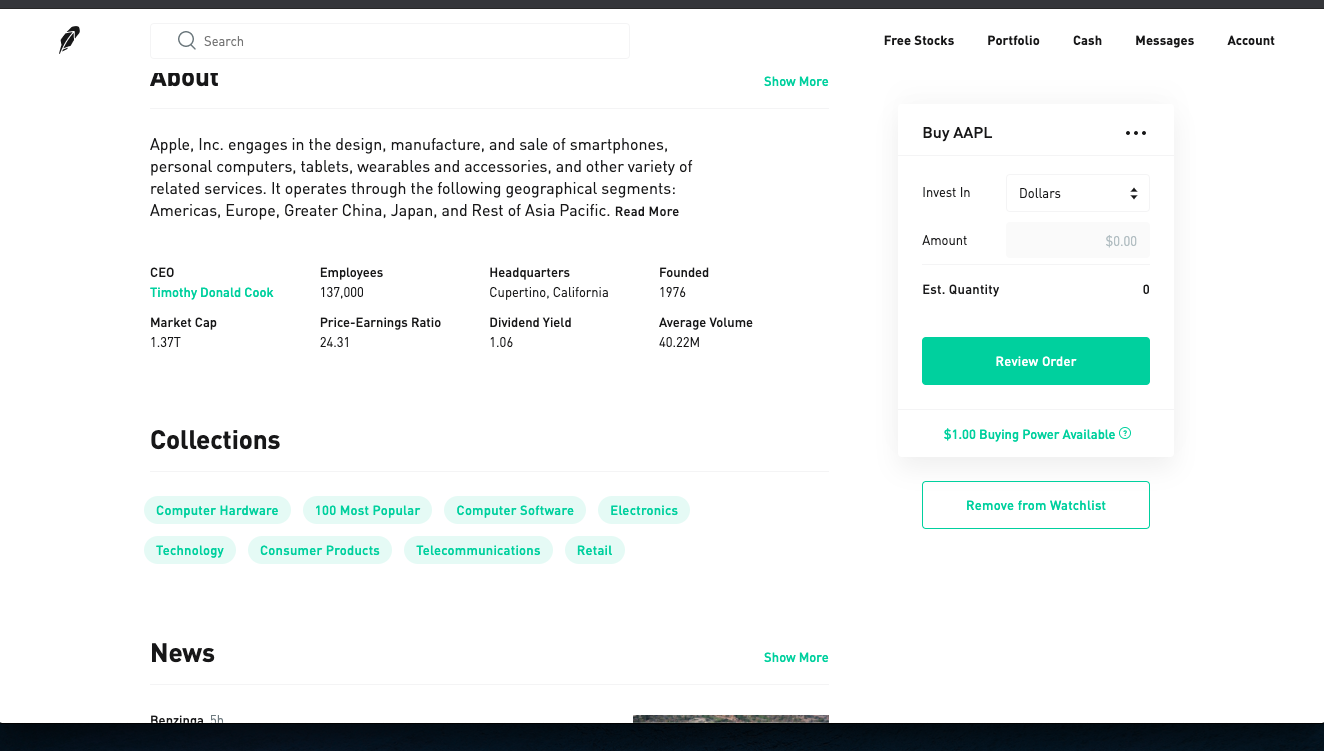 Search
Free Stocks
Portfolio
Cash
Messages
Account
About
Show More
Apple, Inc. engages in the design, manufacture, and sale of smartphones,
personal computers, tablets, wearables and accessories, and other variety of
related services. It operates through the following geographical segments:
Americas, Europe, Greater China, Japan, and Rest of Asia Pacific. Read More
CEO
Timothy Donald Cook
Employees
137,000
Headquarters
Cupertino, California
Founded
1976
Market Cap
1.37T
Price-Earnings Ratio
24.31
Dividend Yield
1.06
Average Volume
40.22M
Collections
Computer Hardware
100 Most Popular
Computer Software
Electronics
Technology
Consumer Products
Telecommunications
Retail
News
Show More
Benzinga 5h
Buy AAPL
Invest In
Dollars
Amount
$0.00
Est. Quantity
0
Review Order
$1.00 Buying Power Available ?
Remove from Watchlist